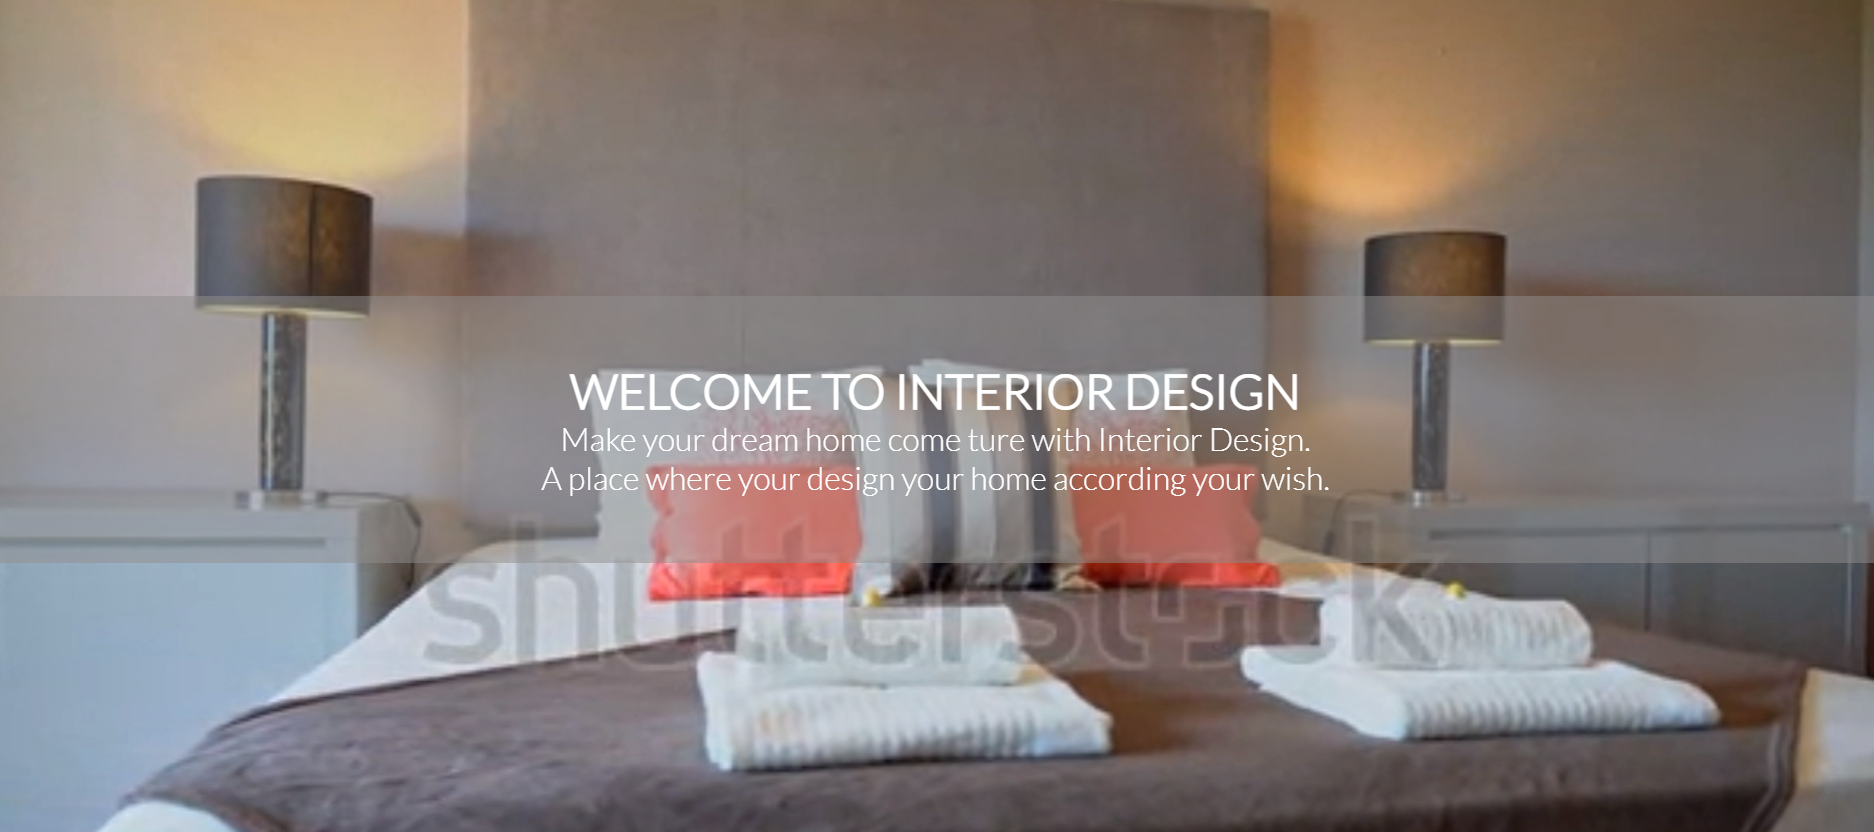 WELCOME TO INTERIOR DESIGN
Make your dream home come ture with Interior Design.
A place where your design your home according your wish.
shutterstock